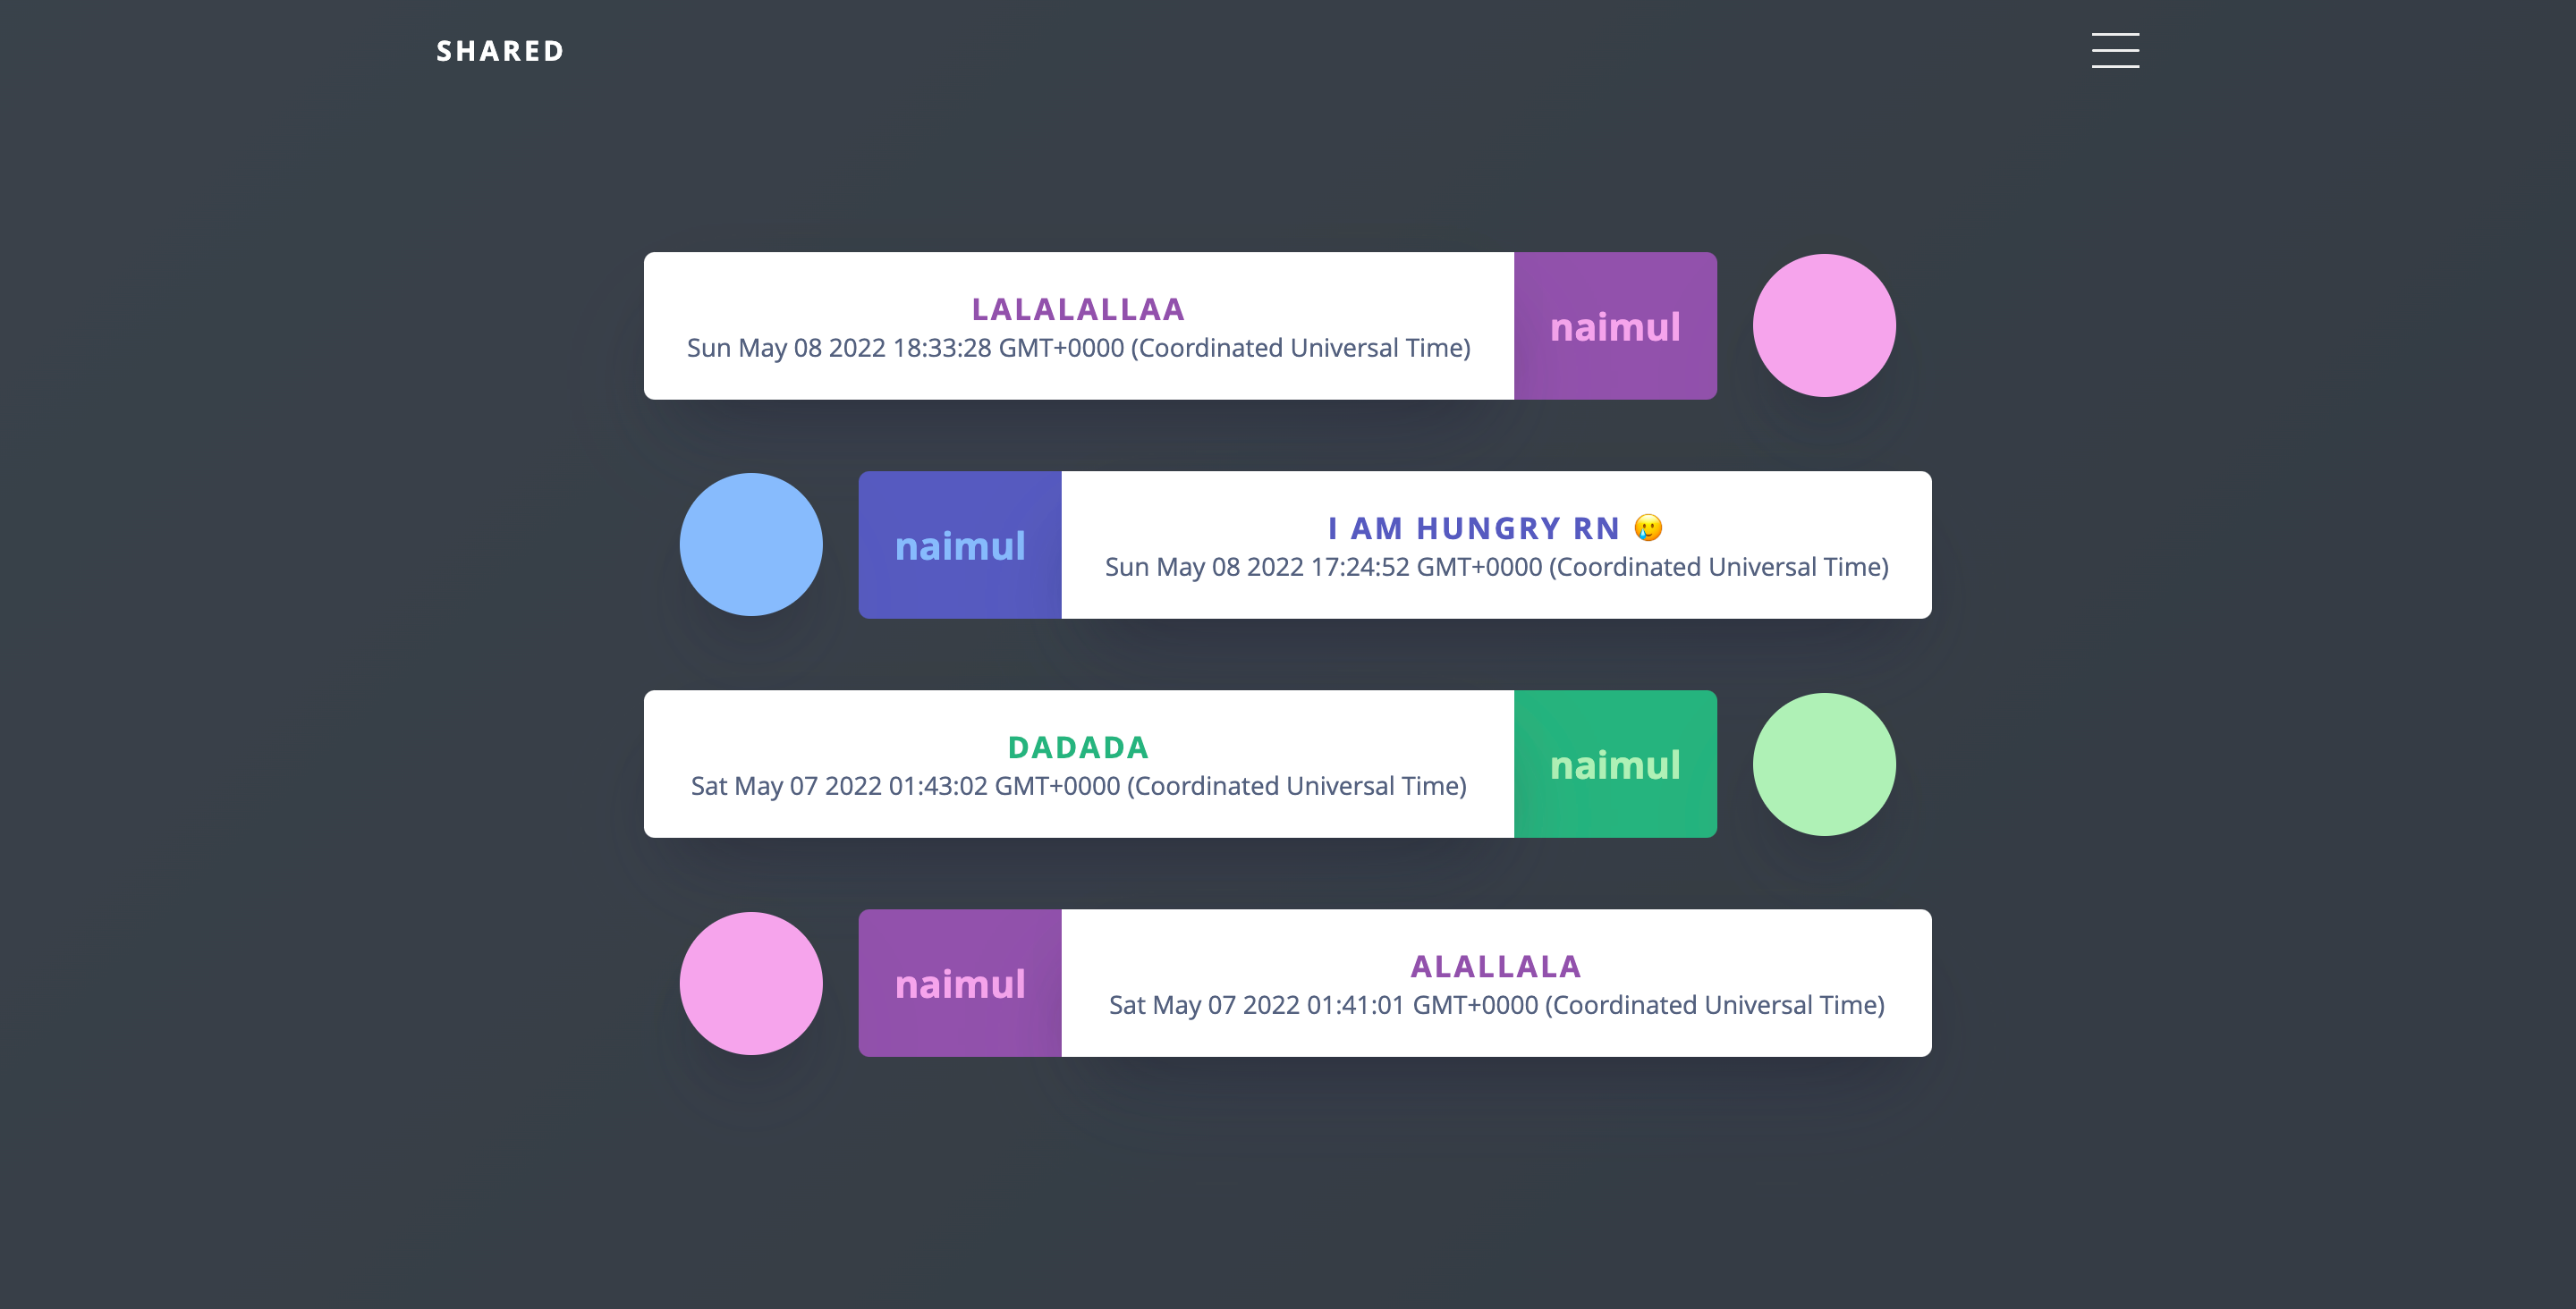 SHARED
LALALALLAA
Sun May 08 2022 18:33:28 GMT+0000 (Coordinated Universal Time)
naimul
naimul
I AM HUNGRY RN 🥲
Sun May 08 2022 17:24:52 GMT+0000 (Coordinated Universal Time)
DADADA
Sat May 07 2022 01:43:02 GMT+0000 (Coordinated Universal Time)
naimul
naimul
ALALLALA
Sat May 07 2022 01:41:01 GMT+0000 (Coordinated Universal Time)